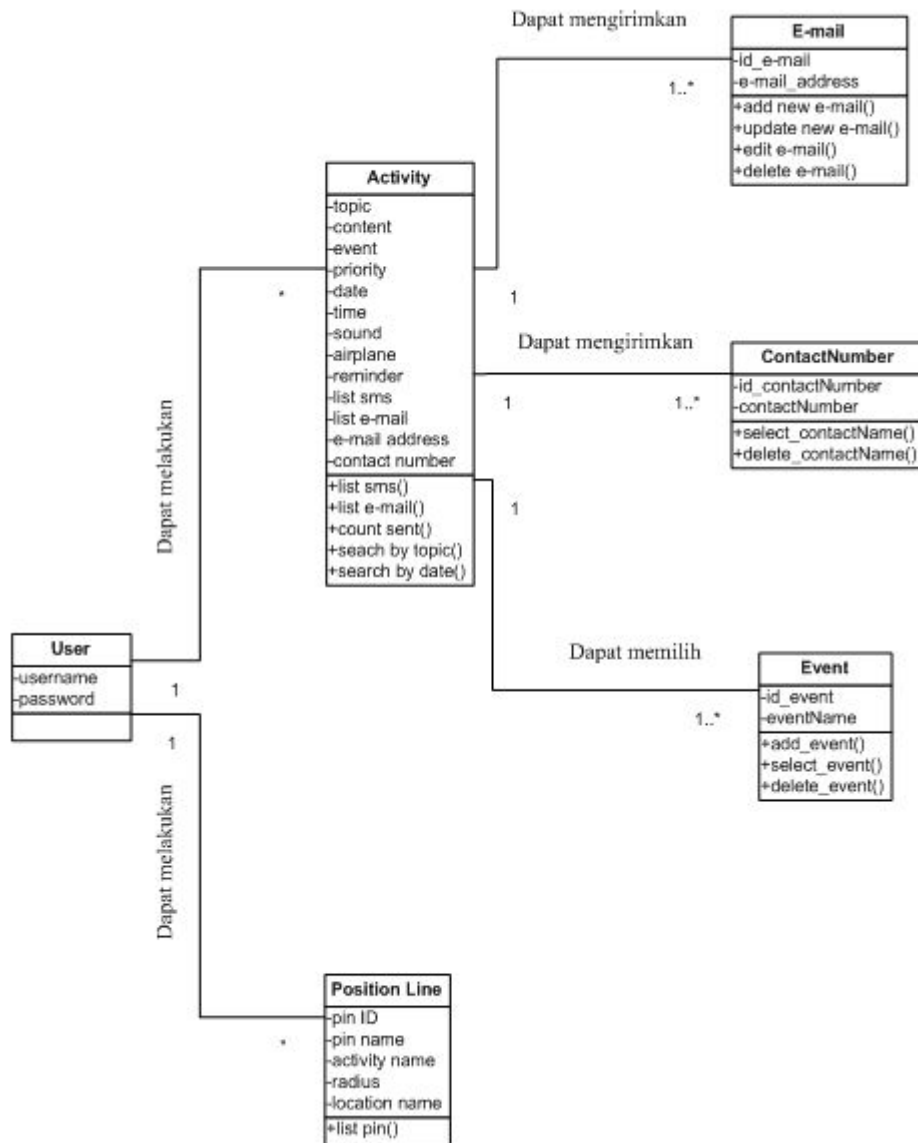 Dapat mengirimkan
E-mail
-id_e-mail
-e-mail_address
+add new e-mail()
+update new e-mail()
+edit e-mail()
+delete e-mail()
1..*
Activity
-topic
-content
-event
-priority
-date
-time
-sound
-airplane
-reminder
-list sms
-list e-mail
-e-mail address
-contact number
+list sms()
+list e-mail()
+count sent()
+seach by topic()
+search by date()
*
1
Dapat mengirimkan
1
1..*
ContactNumber
-id_contactNumber
-contactNumber
+select_contactName()
+delete_contactName()
1
Dapat melakukan
Dapat memilih
1..*
Event
-id_event
-eventName
+add_event()
+select_event()
+delete_event()
User
-username
-password
1
1
Dapat melakukan
*
Position Line
-pin ID
-pin name
-activity name
-radius
-location name
+list pin()